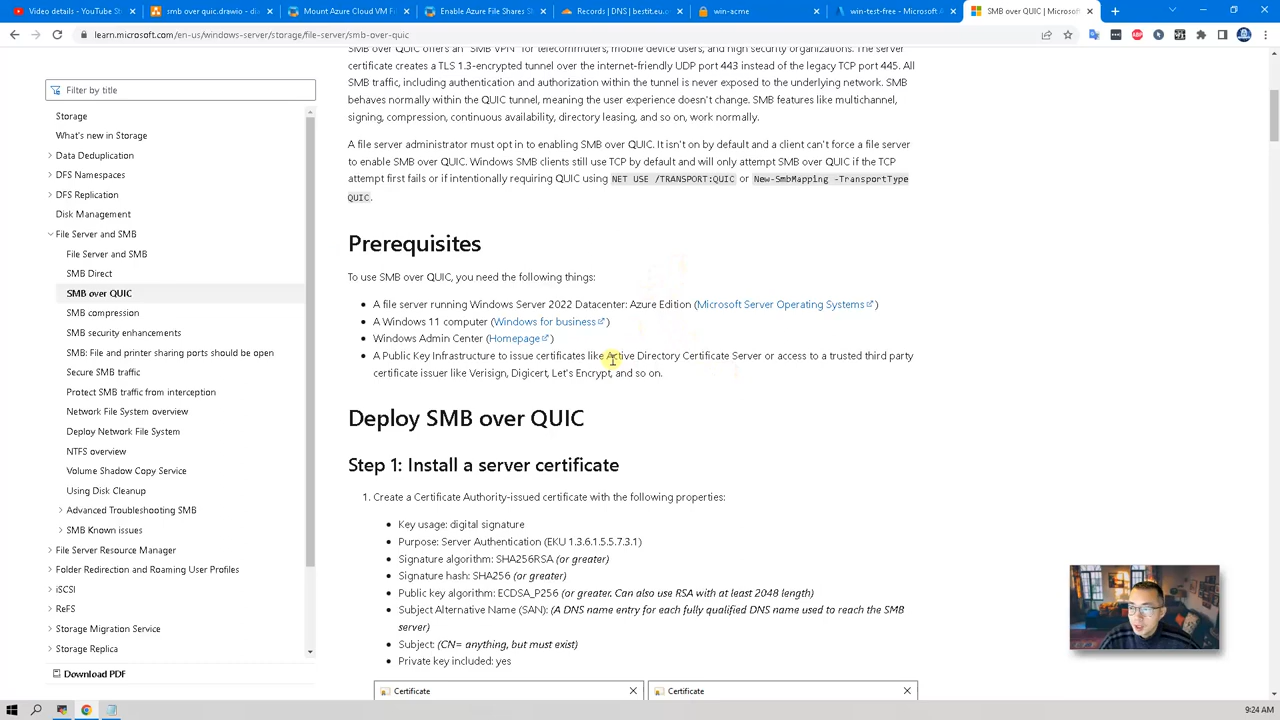 Video details - YouTube St
smb over quic.drawio - di
Mount Azure Cloud VM F
Enable Azure File Shares S
Records | DNS | bestit.eu.o
win-acme
win-test-free - Microsoft A
SMB over QUIC | Microsof
learn.microsoft.com/en-us/windows-server/storage/file-server/smb-over-quic
Filter by title
Storage
What's new in Storage
Data Deduplication
DFS Namespaces
DFS Replication
Disk Management
File Server and SMB
File Server and SMB
SMB Direct
SMB over QUIC
SMB compression
SMB security enhancements
SMB: File and printer sharing ports should be open
Secure SMB traffic
Protect SMB traffic from interception
Network File System overview
Deploy Network File System
NTFS overview
Volume Shadow Copy Service
Using Disk Cleanup
Advanced Troubleshooting SMB
SMB Known issues
File Server Resource Manager
Folder Redirection and Roaming User Profiles
iSCSI
ReFS
Storage Migration Service
Storage Replica
Download PDF
SMB over QUIC offers an "SMB VPN" for telecommuters, mobile device users, and high security organizations. The server
certificate creates a TLS 1.3-encrypted tunnel over the internet-friendly UDP port 443 instead of the legacy TCP port 445. All
SMB traffic, including authentication and authorization within the tunnel is never exposed to the underlying network. SMB
behaves normally within the QUIC tunnel, meaning the user experience doesn't change. SMB features like multichannel,
signing, compression, continuous availability, directory leasing, and so on, work normally.
A file server administrator must opt in to enabling SMB over QUIC. It isn't on by default and a client can't force a file server
to enable SMB over QUIC. Windows SMB clients still use TCP by default and will only attempt SMB over QUIC if the TCP
attempt first fails or if intentionally requiring QUIC using NET USE /TRANSPORT:QUIC or New-SmbMapping -TransportType
QUIC.
Prerequisites
To use SMB over QUIC, you need the following things:
• A file server running Windows Server 2022 Datacenter: Azure Edition (Microsoft Server Operating Systems)
• A Windows 11 computer (Windows for business)
• Windows Admin Center (Homepage)
• A Public Key Infrastructure to issue certificates like Active Directory Certificate Server or access to a trusted third party
certificate issuer like Verisign, Digicert, Let's Encrypt, and so on.
Deploy SMB over QUIC
Step 1: Install a server certificate
1. Create a Certificate Authority-issued certificate with the following properties:
• Key usage: digital signature
• Purpose: Server Authentication (EKU 1.3.6.1.5.5.7.3.1)
• Signature algorithm: SHA256RSA (or greater)
• Signature hash: SHA256 (or greater)
• Public key algorithm: ECDSA_P256 (or greater. Can also use RSA with at least 2048 length)
• Subject Alternative Name (SAN): (A DNS name entry for each fully qualified DNS name used to reach the SMB
server)
• Subject: (CN= anything, but must exist)
• Private key included: yes
Certificate
Certificate
9:24 AM